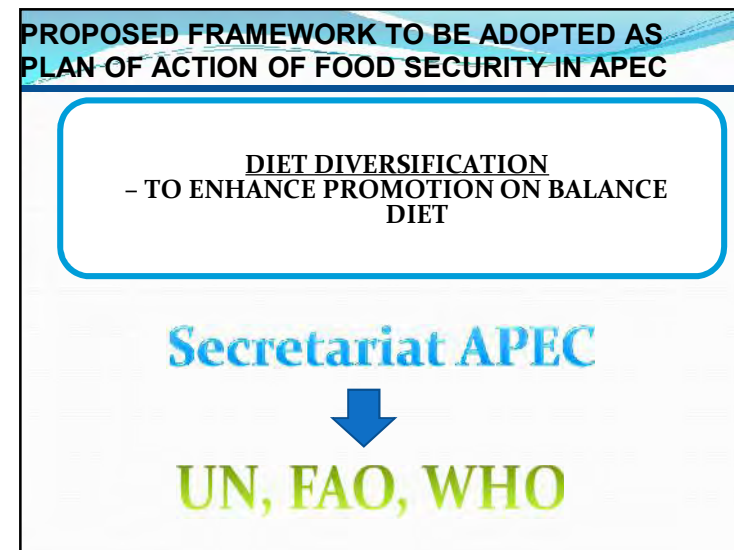 PROPOSED FRAMEWORK TO BE ADOPTED AS
PLAN OF ACTION OF FOOD SECURITY IN APEC
DIET DIVERSIFICATION
– TO ENHANCE PROMOTION ON BALANCE
DIET
Secretariat APEC
UN, FAO, WHO